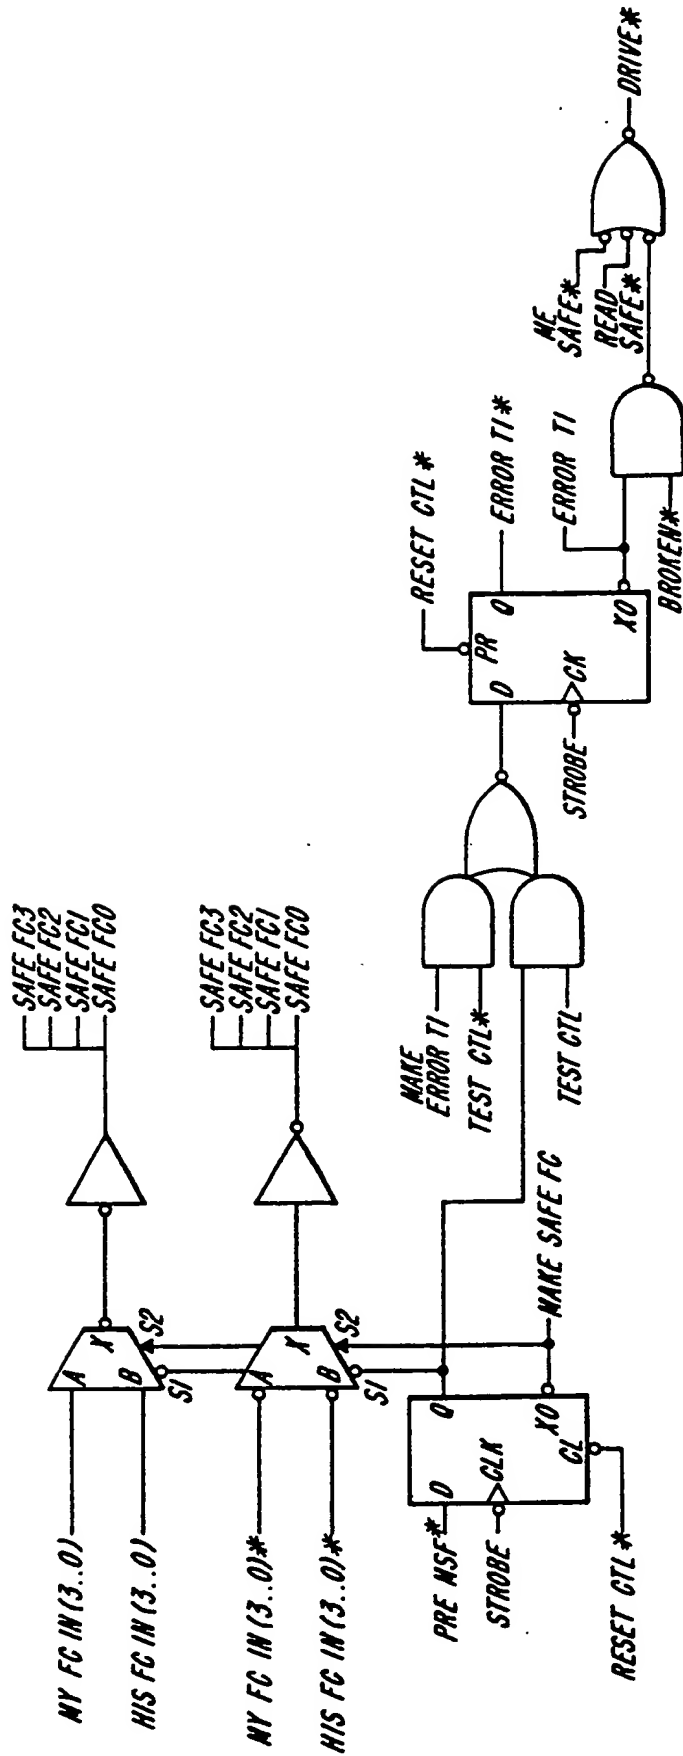 MY FC IN (3..0)
HIS FC IN (3..0)
A
B
X
S1
S2
SAFE FC3
SAFE FC2
SAFE FC1
SAFE FC0
MY FC IN (3..0)*
HIS FC IN (3..0)*
A
B
X
S1
S2
SAFE FC3
SAFE FC2
SAFE FC1
SAFE FC0
PRE MSF*
STROBE
RESET CTL*
D
Q
CLK
XO
CL
MAKE SAFE FC
MAKE
ERROR TI
TEST CTL*
TEST CTL
RESET CTL*
STROBE
PR
D
Q
CK
XO
ERROR TI*
ERROR TI
BROKEN*
ME
SAFE*
READ
SAFE*
DRIVE*